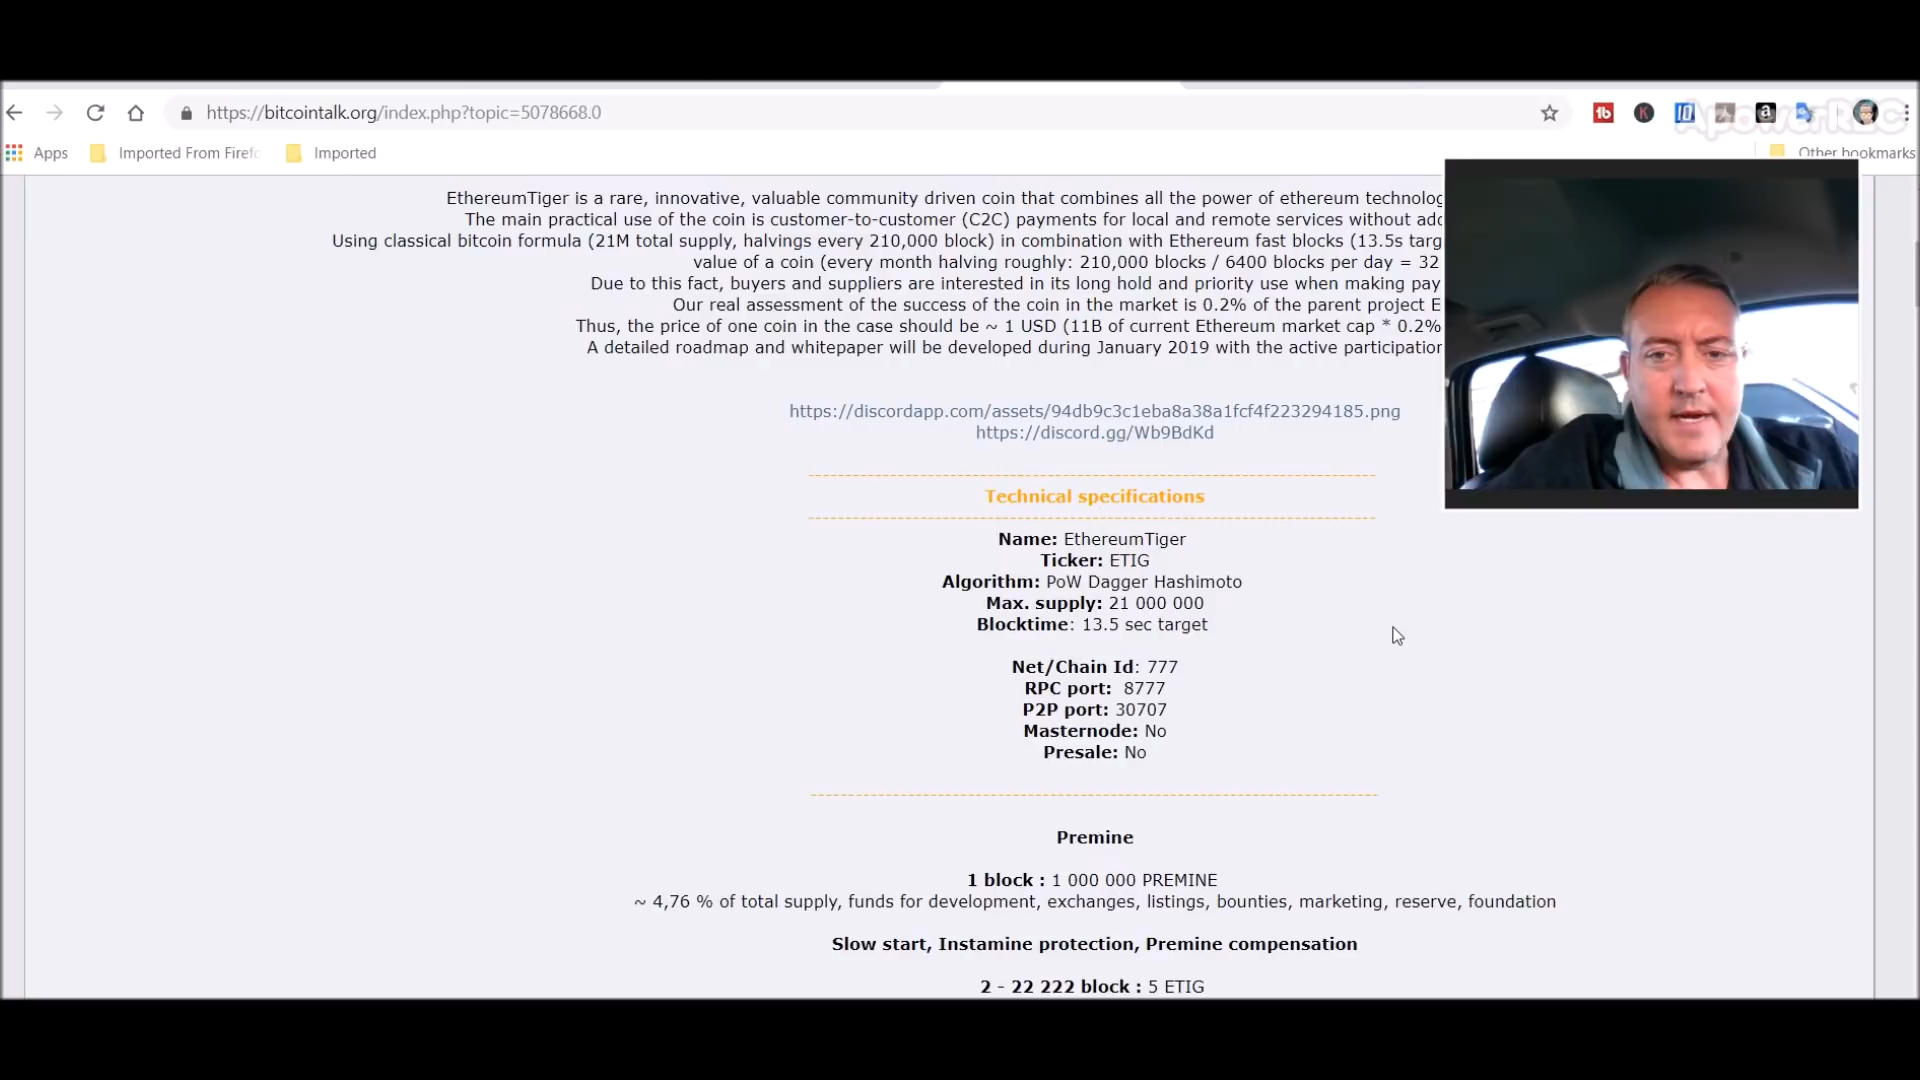 https://bitcointalk.org/index.php?topic=5078668.0
ApowerREC
Apps Imported From Firefo Imported Other bookmarks
EthereumTiger is a rare, innovative, valuable community driven coin that combines all the power of ethereum technolog
The main practical use of the coin is customer-to-customer (C2C) payments for local and remote services without add
Using classical bitcoin formula (21M total supply, halvings every 210,000 block) in combination with Ethereum fast blocks (13.5s targ
value of a coin (every month halving roughly: 210,000 blocks / 6400 blocks per day = 32
Due to this fact, buyers and suppliers are interested in its long hold and priority use when making pay
Our real assessment of the success of the coin in the market is 0.2% of the parent project E
Thus, the price of one coin in the case should be ~ 1 USD (11B of current Ethereum market cap * 0.2%
A detailed roadmap and whitepaper will be developed during January 2019 with the active participation
https://discordapp.com/assets/94db9c3c1eba8a38a1fcf4f223294185.png
https://discord.gg/Wb9BdKd
Technical specifications
Name: EthereumTiger
Ticker: ETIG
Algorithm: PoW Dagger Hashimoto
Max. supply: 21 000 000
Blocktime: 13.5 sec target
Net/Chain Id: 777
RPC port: 8777
P2P port: 30707
Masternode: No
Presale: No
Premine
1 block : 1 000 000 PREMINE
~ 4,76 % of total supply, funds for development, exchanges, listings, bounties, marketing, reserve, foundation
Slow start, Instamine protection, Premine compensation
2 - 22 222 block : 5 ETIG